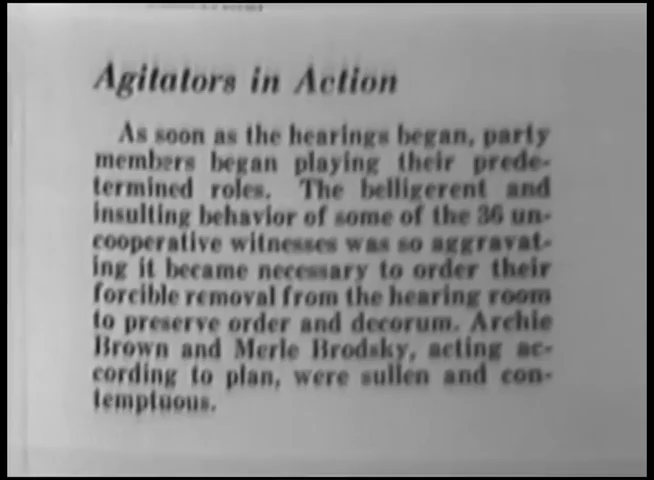 Agitators in Action
As soon as the hearings began, party
members began playing their prede-
termined roles. The belligerent and
insulting behavior of some of the 36 un-
cooperative witnesses was so aggravat-
ing it became necessary to order their
forcible removal from the hearing room
to preserve order and decorum. Archie
Brown and Merle Brodsky, acting ac-
cording to plan, were sullen and con-
temptuous.